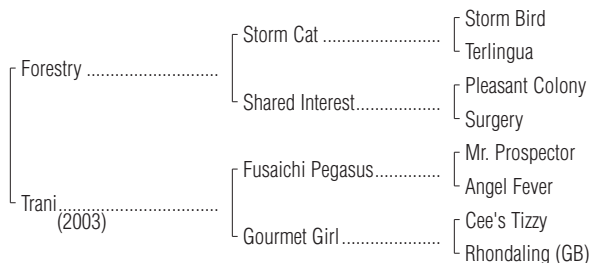 Storm Bird
Storm Cat ........................
Terlingua
Forestry ...........................
Pleasant Colony
Shared Interest.................
Surgery
Mr. Prospector
Fusaichi Pegasus.............
Angel Fever
Trani.................................
(2003)
Cee's Tizzy
Gourmet Girl....................
Rhondaling (GB)